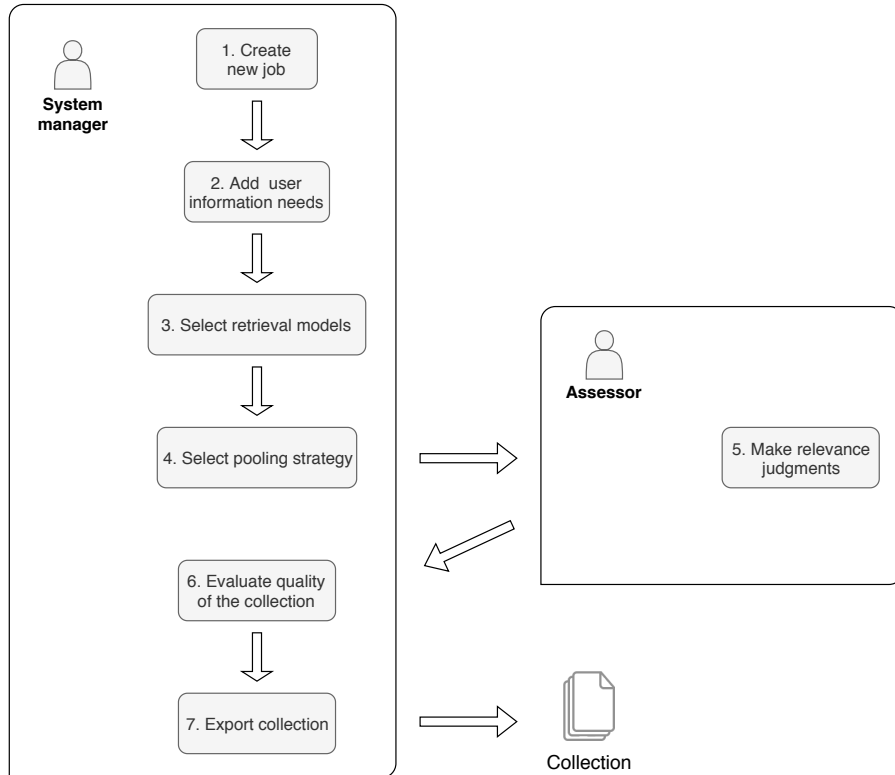 System
manager
1. Create
new job
2. Add  user
information needs
3. Select retrieval models
4. Select pooling strategy
Assessor
5. Make relevance
judgments
6. Evaluate quality
of the collection
7. Export collection
Collection